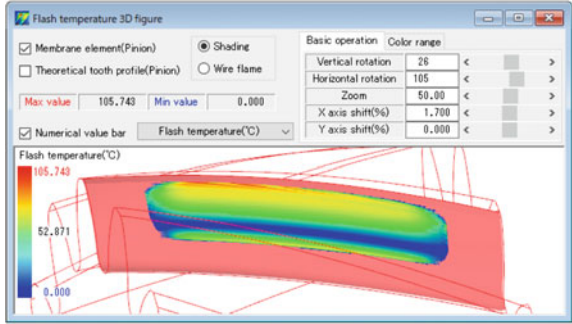 Flash temperature 3D figure
Membrane element(Pinion)
Shading
Theoretical tooth profile(Pinion)
Wire flame
Max value 105.743 Min value 0.000
Numerical value bar Flash temperature(℃)
Basic operation Color range
Vertical rotation 26 < >
Horizontal rotation 105 < >
Zoom 50.00 < >
X axis shift(%) 1.700 < >
Y axis shift(%) 0.000 < >
Flash temperature(℃)
105.743
52.871
0.000